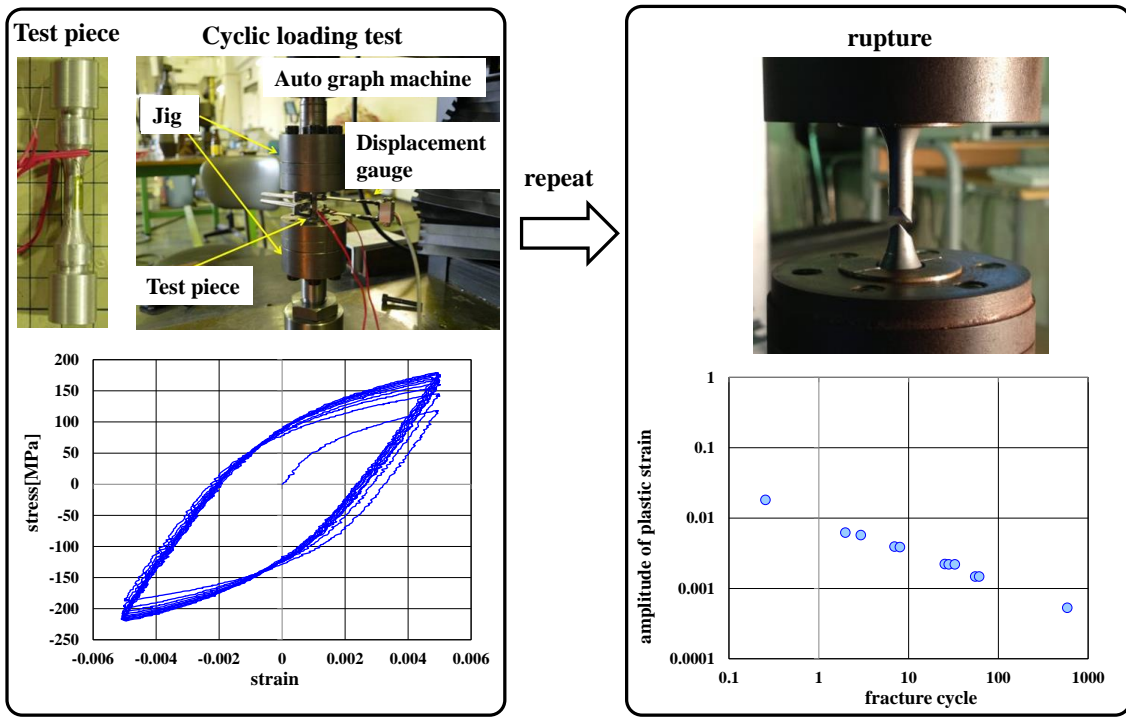 Test piece
Cyclic loading test
Auto graph machine
Jig
Displacement
gauge
Test piece
200
150
100
50
0
-50
-100
-150
-200
-250
stress[MPa]
-0.006
-0.004
-0.002
0
0.002
0.004
0.006
strain
repeat
rupture
1
0.1
0.01
0.001
0.0001
amplitude of plastic strain
0.1
1
10
100
1000
fracture cycle